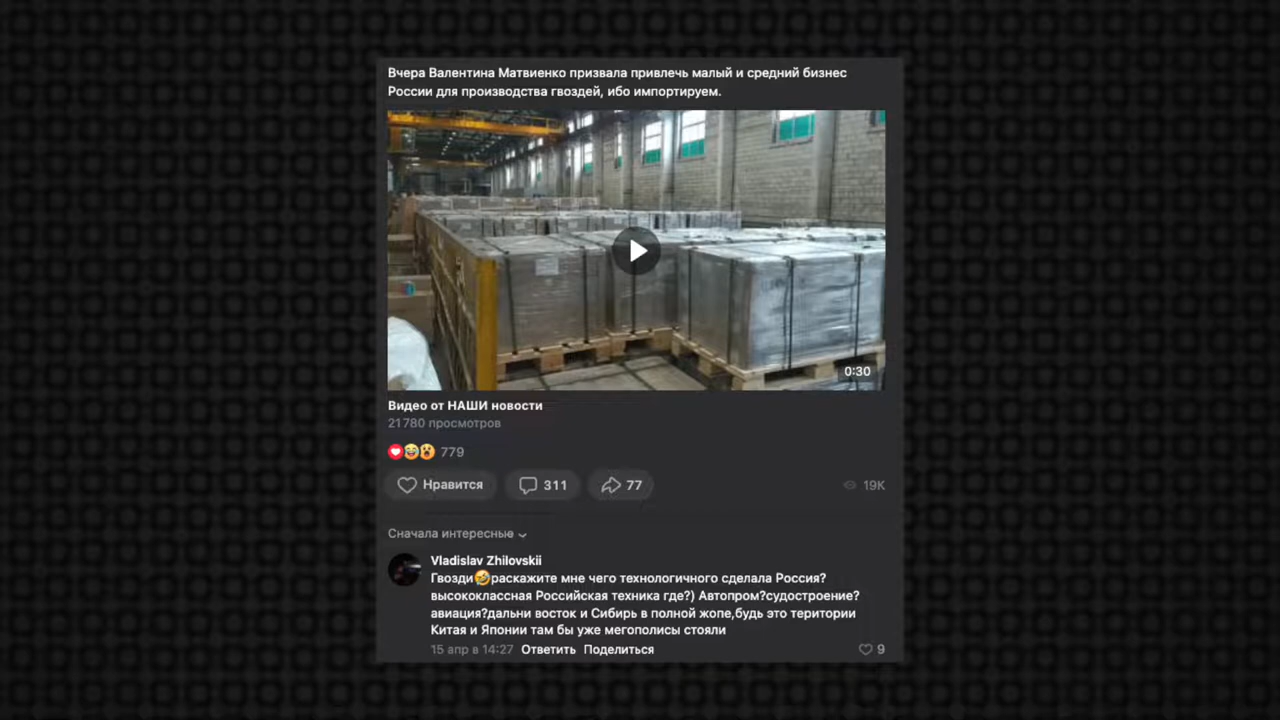 Вчера Валентина Матвиенко призвала привлечь малый и средний бизнес
России для производства гвоздей, ибо импортируем.
0:30
Видео от НАШИ новости
21 780 просмотров
779
Нравится
311
77
19K
Сначала интересные
Vladislav Zhilovskii
Гвозди🤣раскажите мне чего технологичного сделала Россия?
высококлассная Российская техника где?) Автопром?судостроение?
авиация?дальни восток и Сибирь в полной жопе,будь это територии
Китая и Японии там бы уже мегополисы стояли
15 апр в 14:27 Ответить Поделиться
9